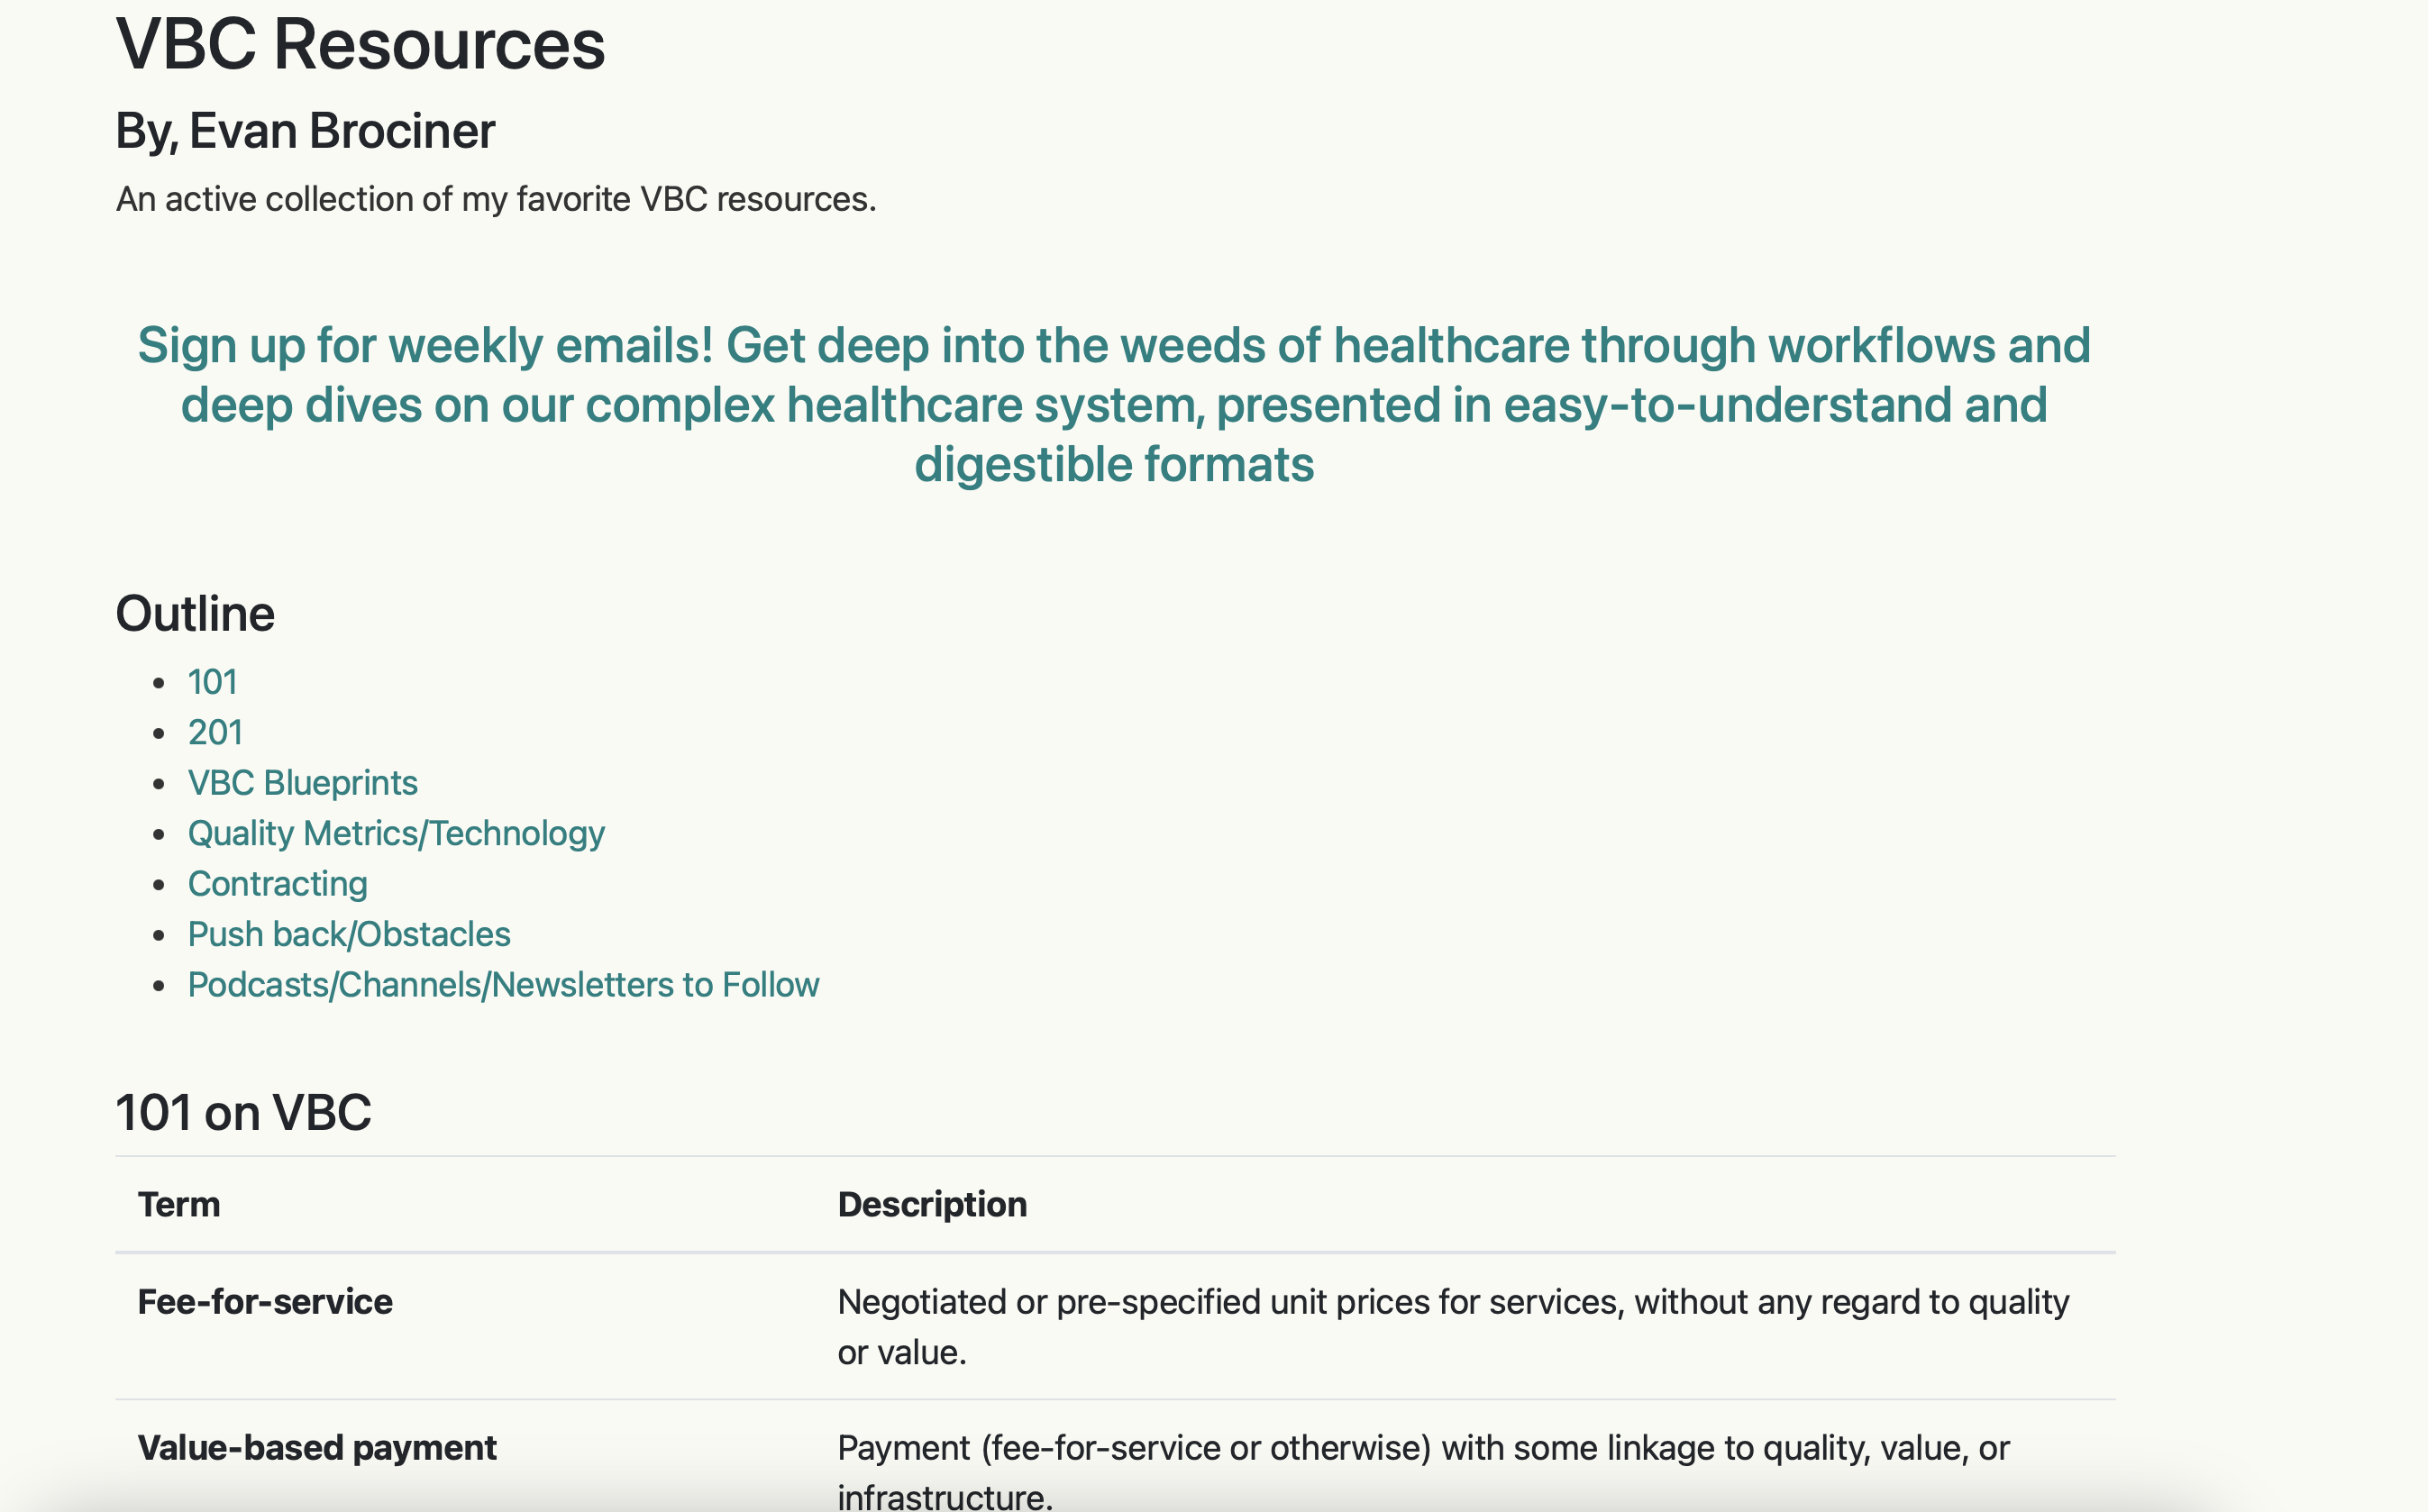 VBC Resources
By, Evan Brociner
An active collection of my favorite VBC resources.
Sign up for weekly emails! Get deep into the weeds of healthcare through workflows and
deep dives on our complex healthcare system, presented in easy-to-understand and
digestible formats
Outline
101
201
VBC Blueprints
Quality Metrics/Technology
Contracting
Push back/Obstacles
Podcasts/Channels/Newsletters to Follow
101 on VBC
Term Description
Fee-for-service Negotiated or pre-specified unit prices for services, without any regard to quality
or value.
Value-based payment Payment (fee-for-service or otherwise) with some linkage to quality, value, or
infrastructure.